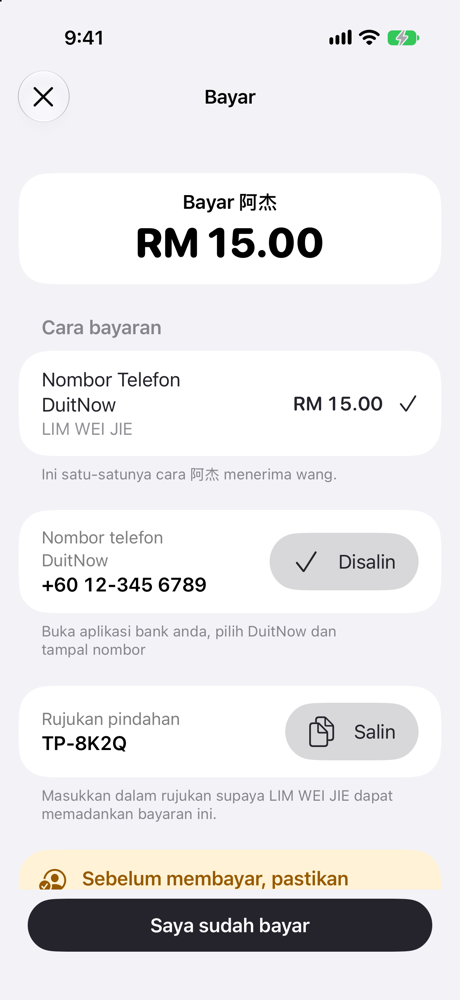 9:41
Bayar
Bayar 阿杰
RM 15.00
Cara bayaran
Nombor Telefon
DuitNow
RM 15.00
LIM WEI JIE
Ini satu-satunya cara 阿杰 menerima wang.
Nombor telefon
DuitNow
+60 12-345 6789
Disalin
Buka aplikasi bank anda, pilih DuitNow dan
tampal nombor
Rujukan pindahan
TP-8K2Q
Salin
Masukkan dalam rujukan supaya LIM WEI JIE dapat
memadankan bayaran ini.
Sebelum membayar, pastikan
Saya sudah bayar